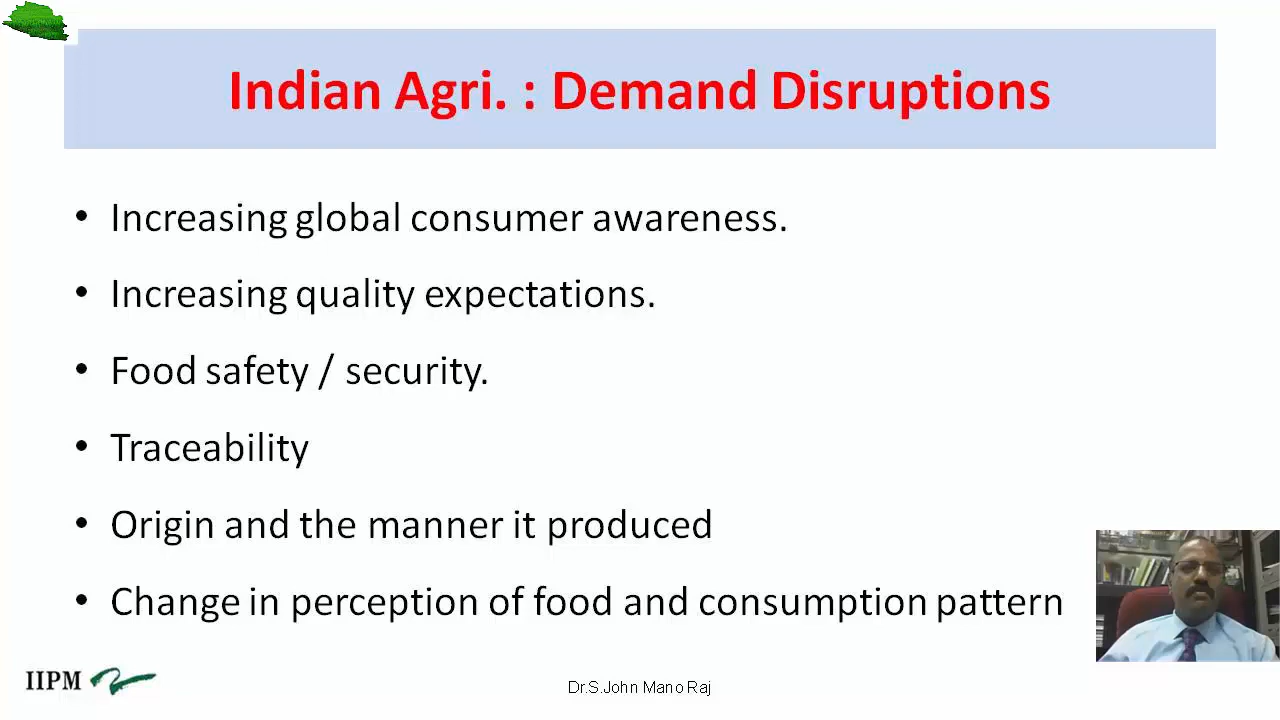 Indian Agri. : Demand Disruptions
• Increasing global consumer awareness.
• Increasing quality expectations.
• Food safety / security.
• Traceability
• Origin and the manner it produced
• Change in perception of food and consumption pattern
IIPM
Dr.S.John Mano Raj